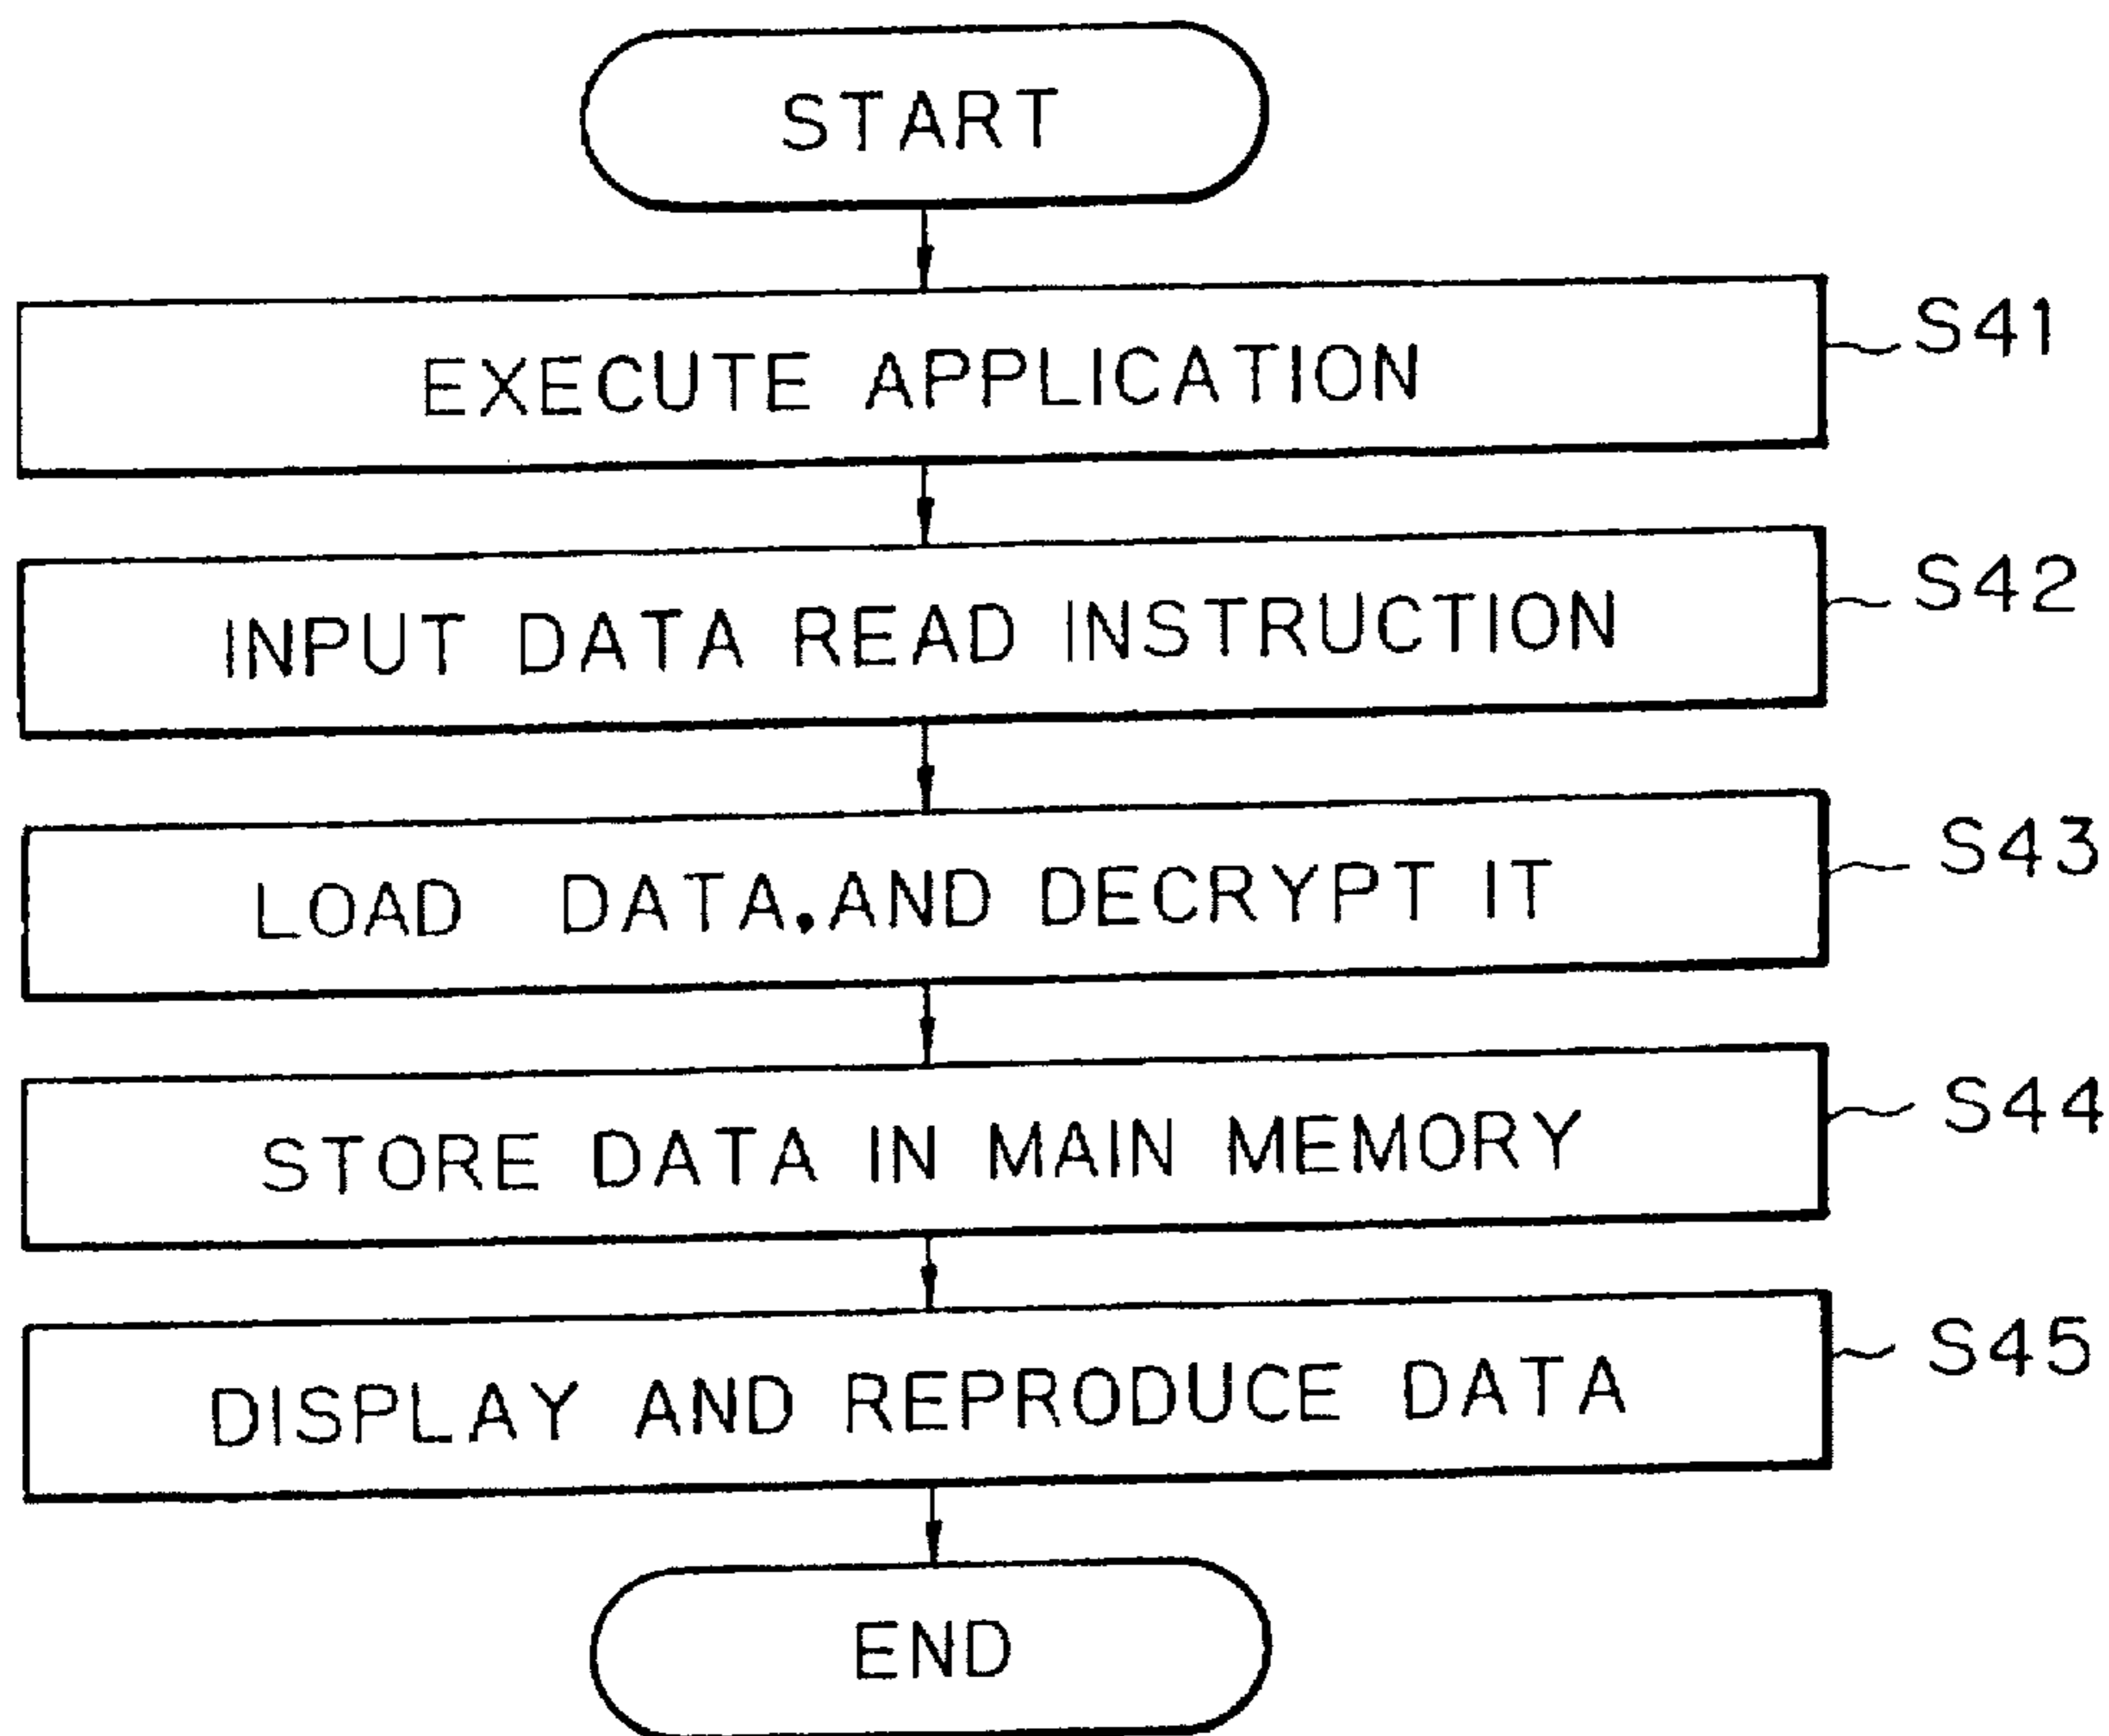 START
EXECUTE APPLICATION
S41
INPUT DATA READ INSTRUCTION
S42
LOAD DATA.AND DECRYPT IT
S43
STORE DATA IN MAIN MEMORY
S44
DISPLAY AND REPRODUCE DATA
S45
END